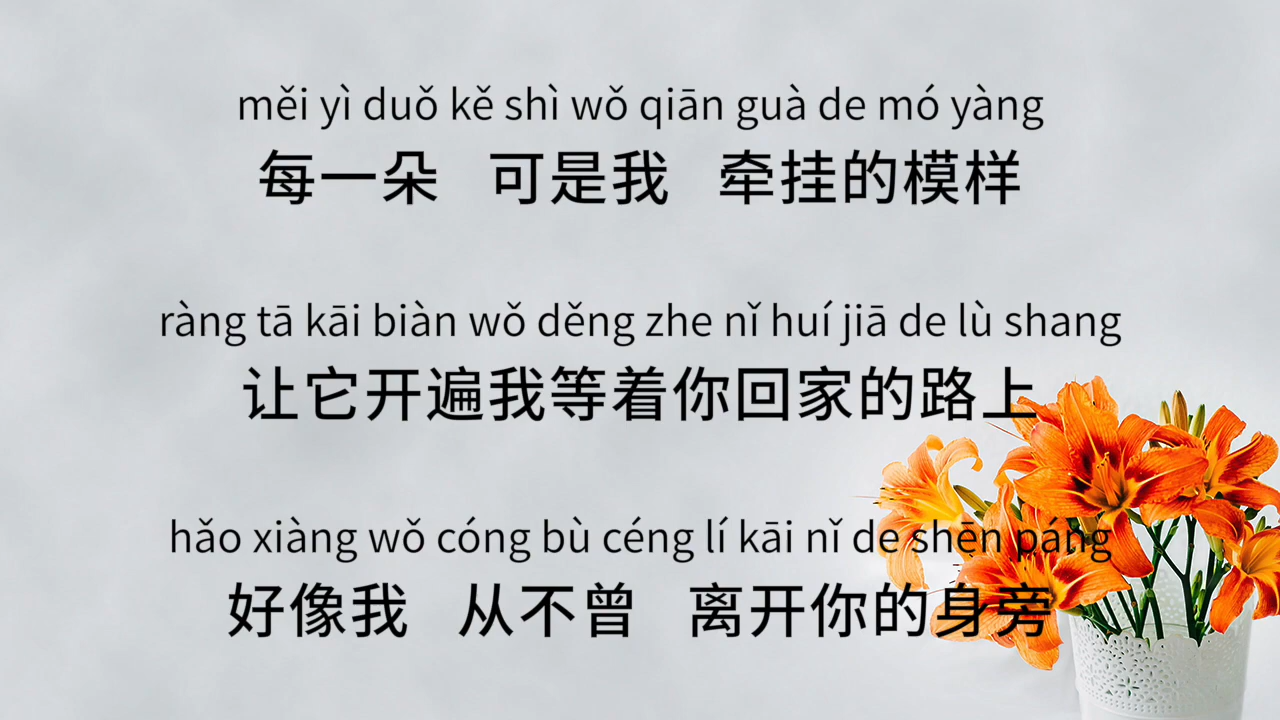 měi yì duǒ kě shì wǒ qiān guà de mó yàng
每一朵 可是我 牵挂的模样
ràng tā kāi biàn wǒ děng zhe nǐ huí jiā de lù shang
让它开遍我等着你回家的路上
hǎo xiàng wǒ cóng bù céng lí kāi nǐ de shēn páng
好像我 从不曾 离开你的身旁